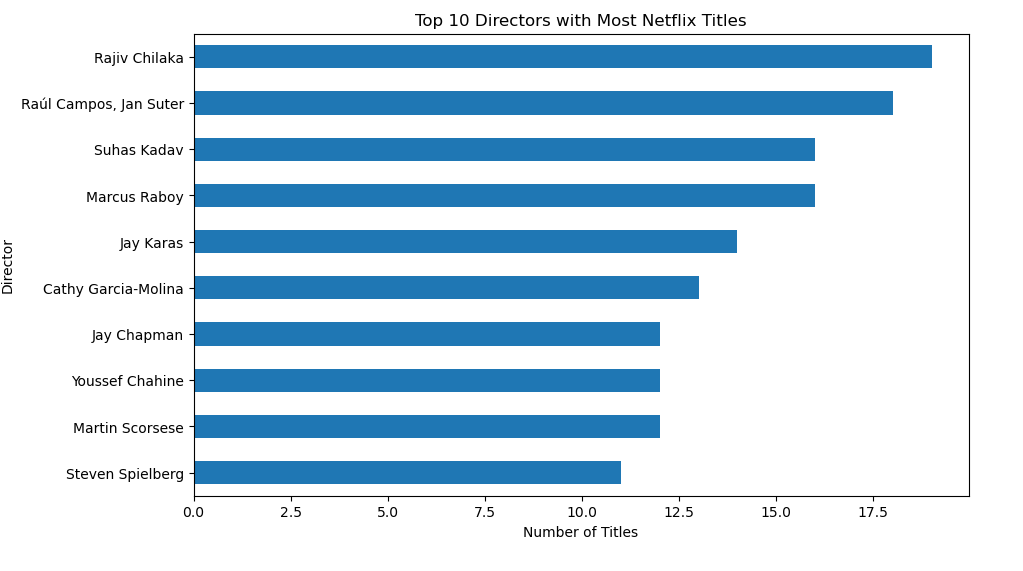 Top 10 Directors with Most Netflix Titles
Rajiv Chilaka
Raúl Campos, Jan Suter
Suhas Kadav
Marcus Raboy
Jay Karas
Cathy Garcia-Molina
Jay Chapman
Youssef Chahine
Martin Scorsese
Steven Spielberg
Director
0.0 2.5 5.0 7.5 10.0 12.5 15.0 17.5
Number of Titles